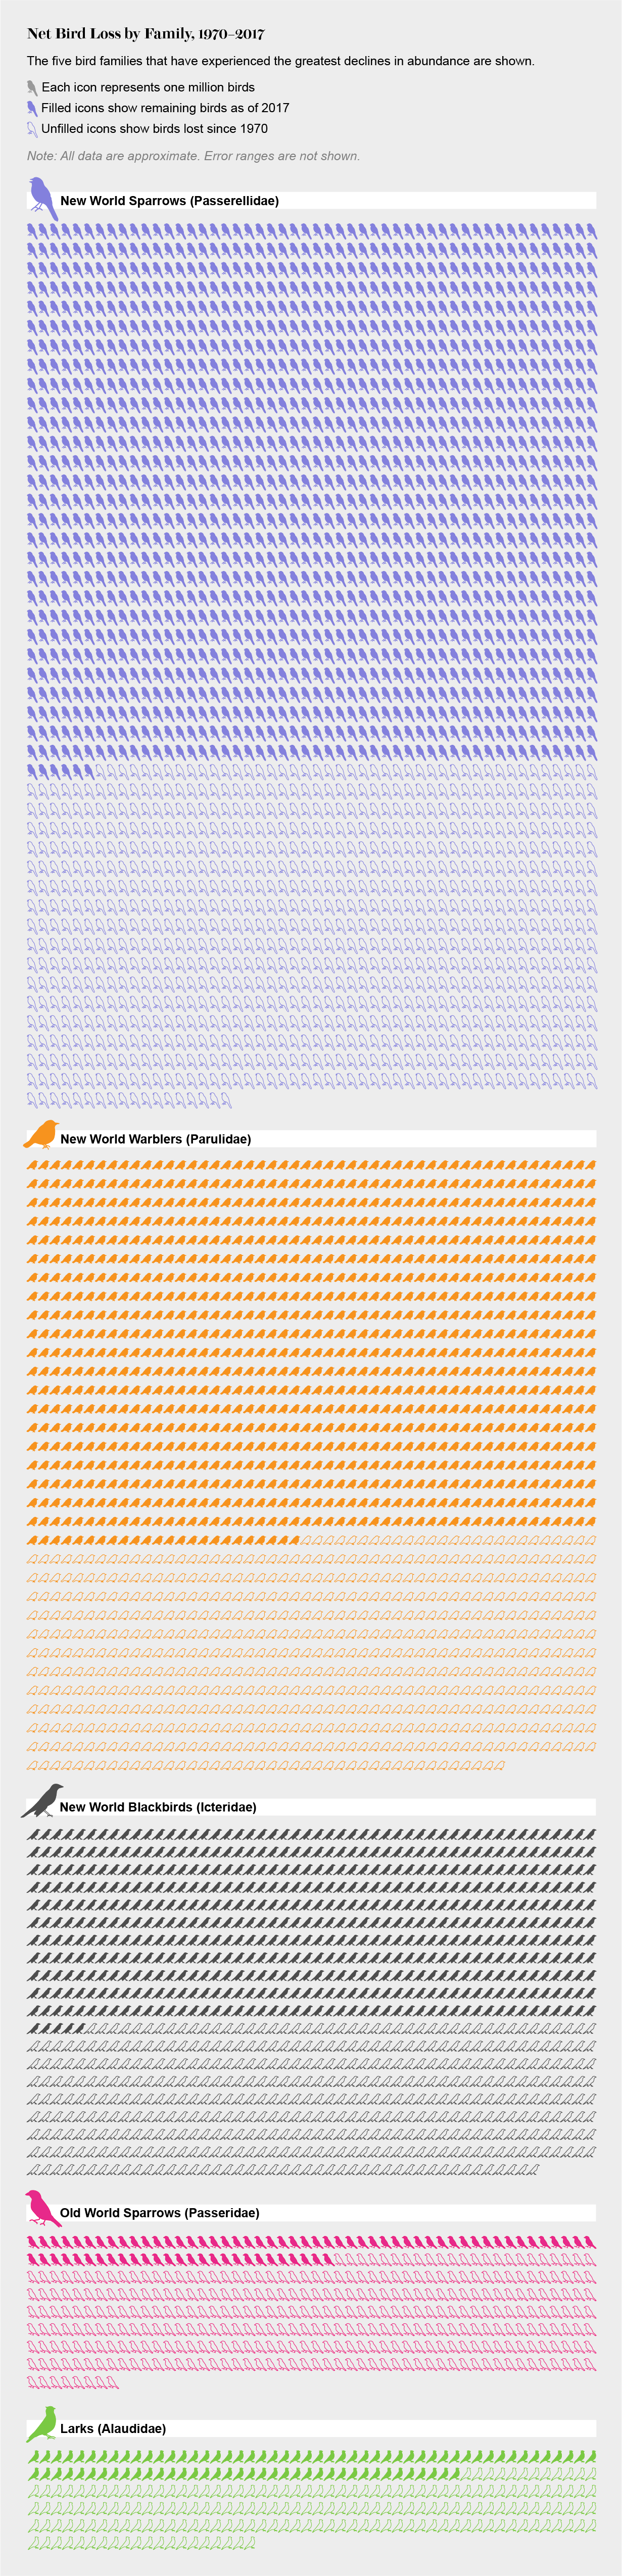 Net Bird Loss by Family, 1970–2017
The five bird families that have experienced the greatest declines in abundance are shown.
Each icon represents one million birds
Filled icons show remaining birds as of 2017
Unfilled icons show birds lost since 1970
Note: All data are approximate. Error ranges are not shown.
New World Sparrows (Passerellidae)
New World Warblers (Parulidae)
New World Blackbirds (Icteridae)
Old World Sparrows (Passeridae)
Larks (Alaudidae)